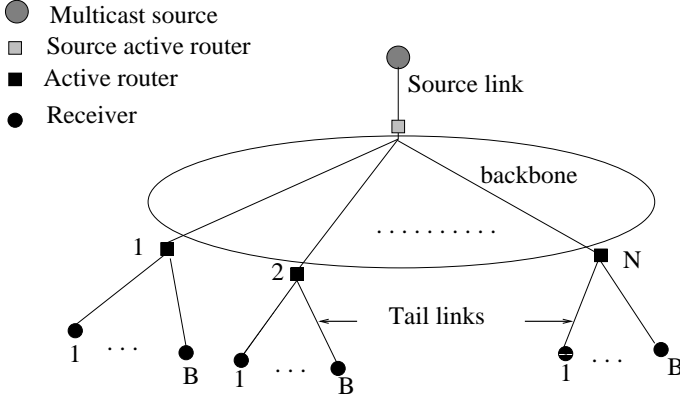 Multicast source
Source active router
Active router
Receiver
Source link
backbone
. . . . . . . . . .
1
2
N
Tail links
1 . . . B
1 . . . B
1 . . . B